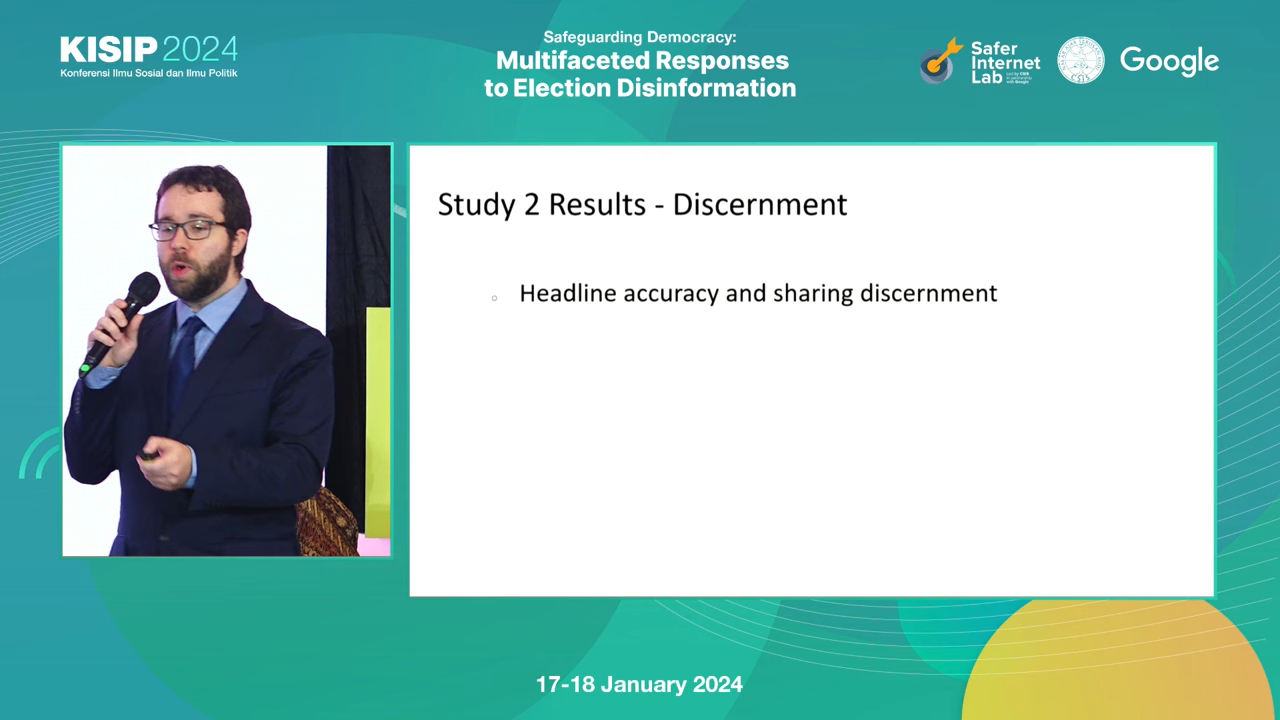 KISIP 2024
Konferensi Ilmu Sosial dan Ilmu Politik
Safeguarding Democracy:
Multifaceted Responses
to Election Disinformation
Safer
Internet
Lab
CSIS
Google
Study 2 Results - Discernment
Headline accuracy and sharing discernment
17-18 January 2024